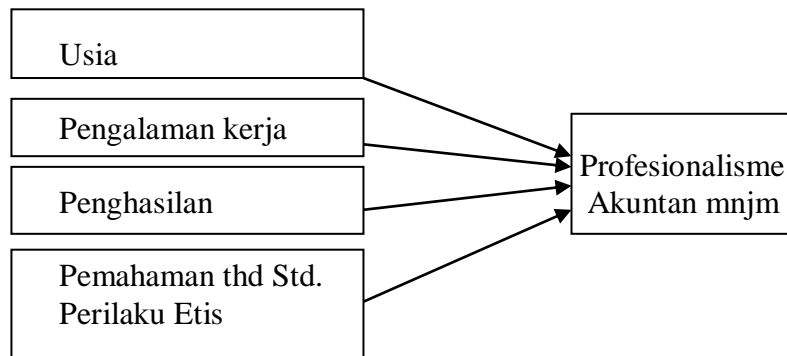 Usia
Pengalaman kerja
Penghasilan
Pemahaman thd Std.
Perilaku Etis
Profesionalisme
Akuntan mnjm